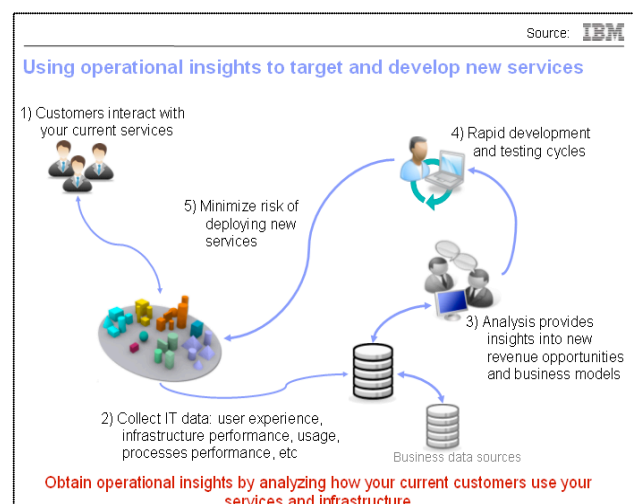 Source: IBM
Using operational insights to target and develop new services
1) Customers interact with
your current services
4) Rapid development
and testing cycles
5) Minimize risk of
deploying new
services
3) Analysis provides
insights into new
revenue opportunities
and business models
2) Collect IT data: user experience,
infrastructure performance, usage,
processes performance, etc
Business data sources
Obtain operational insights by analyzing how your current customers use your
services and infrastructure